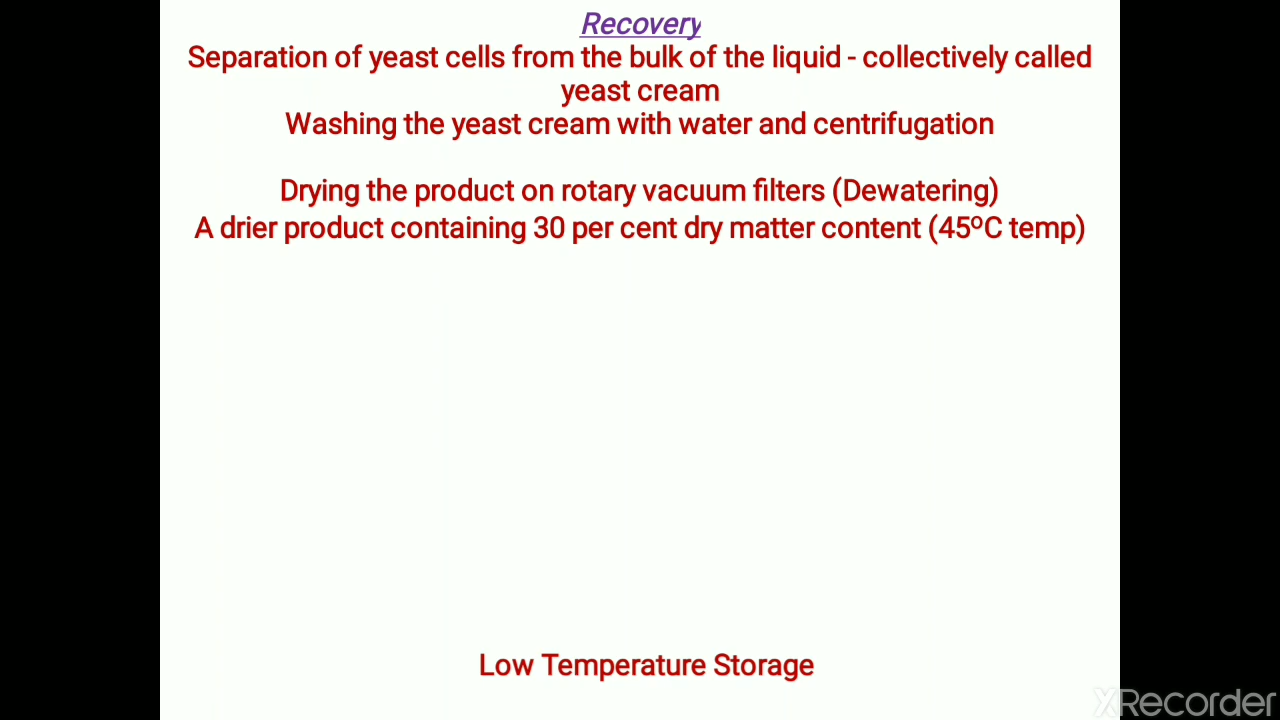 Recovery
Separation of yeast cells from the bulk of the liquid - collectively called
yeast cream
Washing the yeast cream with water and centrifugation
Drying the product on rotary vacuum filters (Dewatering)
A drier product containing 30 per cent dry matter content (45ºC temp)
Low Temperature Storage
XRecorder